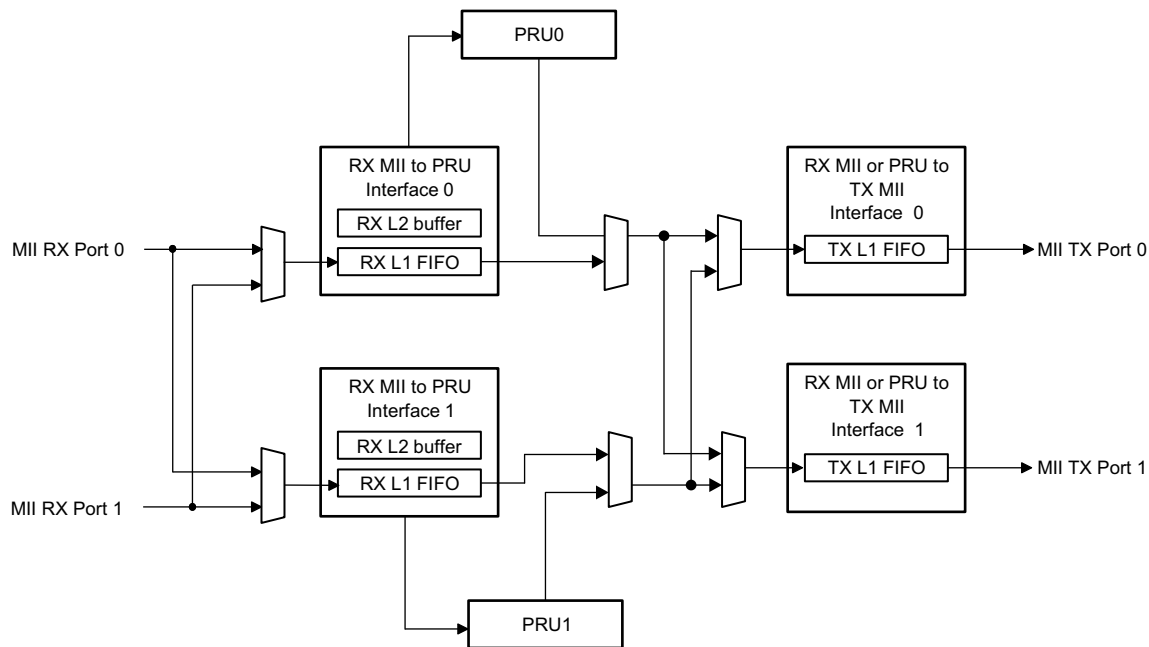 PRU0
RX MII to PRU
Interface 0
RX L2 buffer
RX L1 FIFO
RX MII or PRU to
TX MII
Interface 0
TX L1 FIFO
MII RX Port 0
MII TX Port 0
RX MII to PRU
Interface 1
RX L2 buffer
RX L1 FIFO
RX MII or PRU to
TX MII
Interface 1
TX L1 FIFO
MII RX Port 1
MII TX Port 1
PRU1